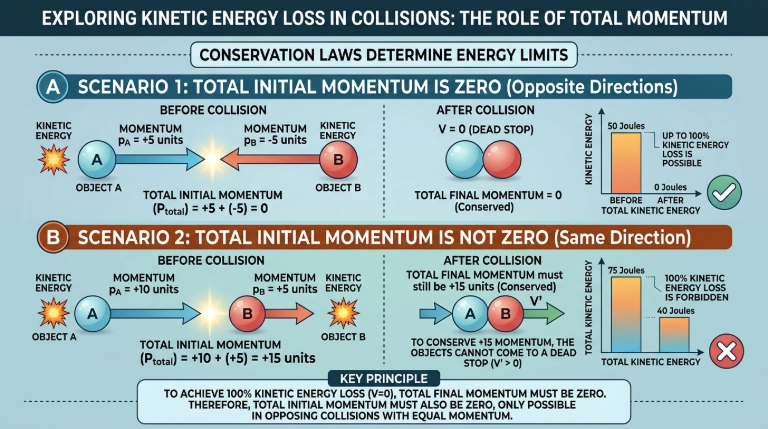 EXPLORING KINETIC ENERGY LOSS IN COLLISIONS: THE ROLE OF TOTAL MOMENTUM
CONSERVATION LAWS DETERMINE ENERGY LIMITS
A SCENARIO 1: TOTAL INITIAL MOMENTUM IS ZERO (Opposite Directions)
BEFORE COLLISION
KINETIC
ENERGY
MOMENTUM
pA = +5 units
MOMENTUM
pB = -5 units
KINETIC
ENERGY
A
B
OBJECT A
OBJECT B
TOTAL INITIAL MOMENTUM
(Ptotal) = +5 + (-5) = 0
AFTER COLLISION
V = 0 (DEAD STOP)
TOTAL FINAL MOMENTUM = 0
(Conserved)
KINETIC ENERGY
50 Joules
UP TO 100%
KINETIC ENERGY
LOSS IS
POSSIBLE
0 Joules
BEFORE AFTER
TOTAL KINETIC ENERGY
B SCENARIO 2: TOTAL INITIAL MOMENTUM IS NOT ZERO (Same Direction)
BEFORE COLLISION
KINETIC
ENERGY
MOMENTUM
pA = +10 units
MOMENTUM
pB = +5 units
KINETIC
ENERGY
A
B
OBJECT A
OBJECT B
TOTAL INITIAL MOMENTUM
(Ptotal) = +10 + (+5) = +15 units
AFTER COLLISION
TOTAL FINAL MOMENTUM must
still be +15 units (Conserved)
V'
A
B
TO CONSERVE +15 MOMENTUM, THE
OBJECTS CANNOT COME TO A DEAD
STOP (V' > 0)
TOTAL KINETIC ENERGY
75 Joules
100% KINETIC
ENERGY LOSS
IS FORBIDDEN
40 Joules
TOTAL KINETIC ENERGY
KEY PRINCIPLE
TO ACHIEVE 100% KINETIC ENERGY LOSS (V=0), TOTAL FINAL MOMENTUM MUST BE ZERO.
THEREFORE, TOTAL INITIAL MOMENTUM MUST ALSO BE ZERO, ONLY POSSIBLE
IN OPPOSING COLLISIONS WITH EQUAL MOMENTUM.